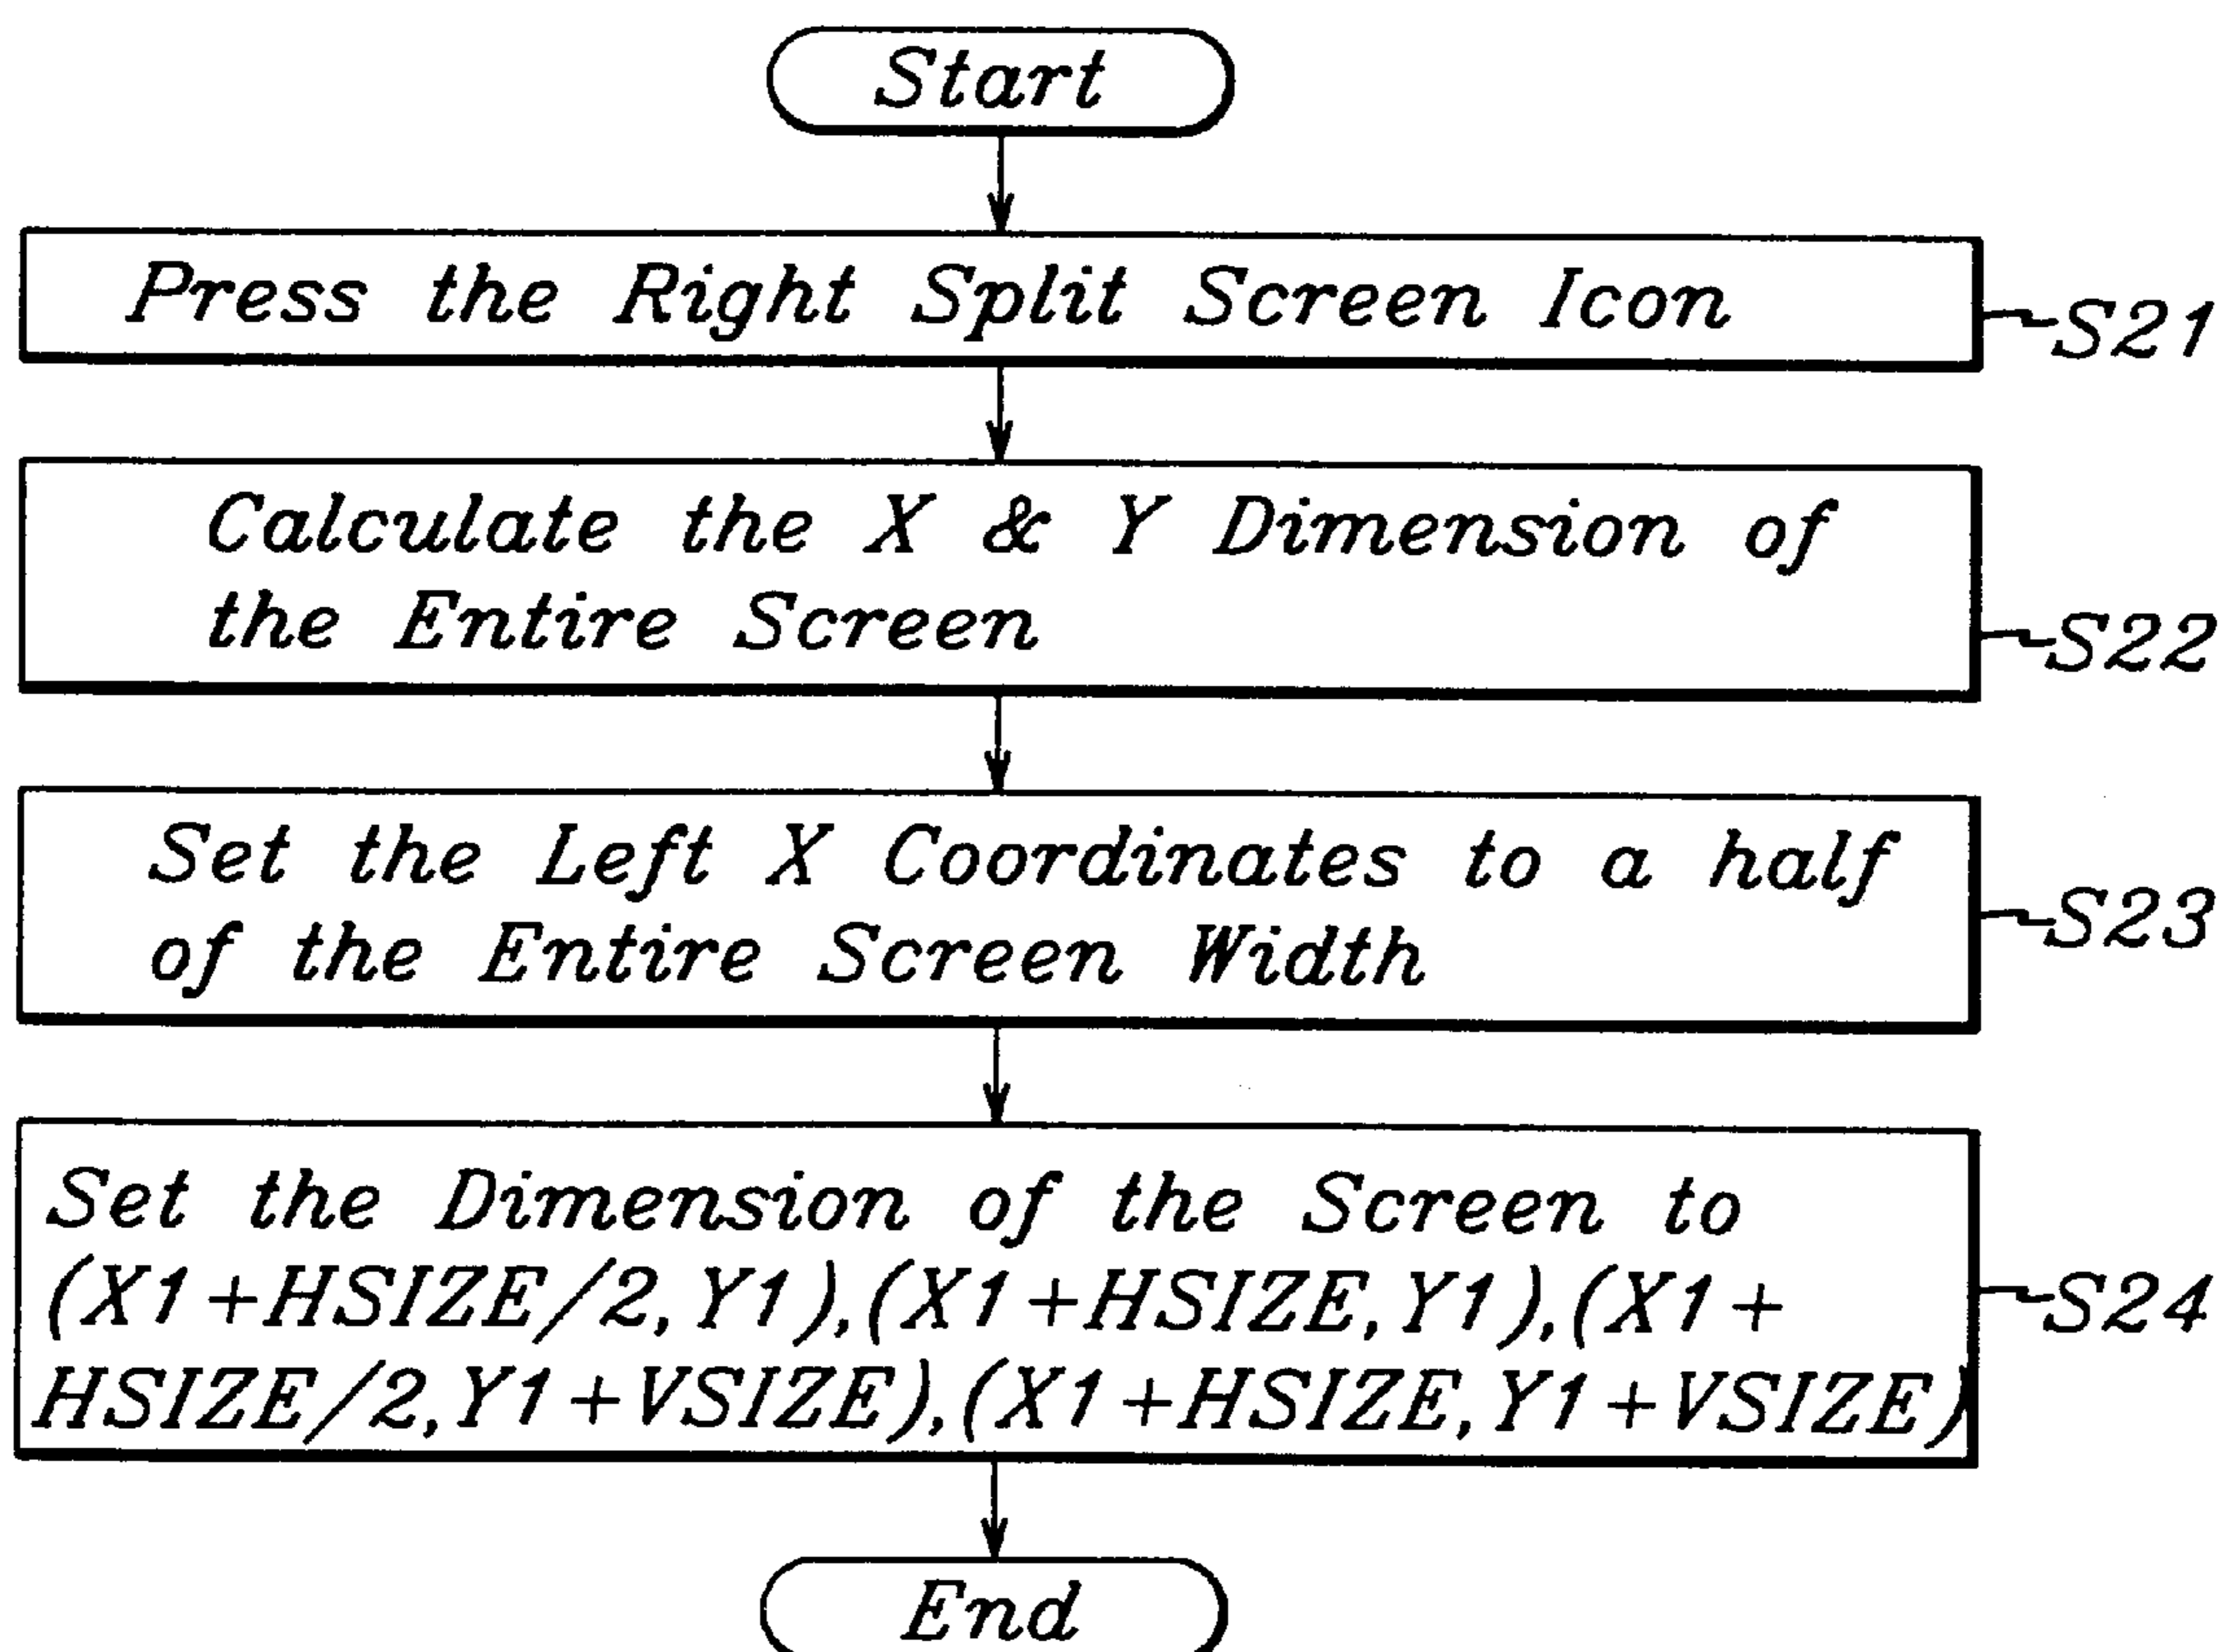 Start
Press the Right Split Screen Icon
S21
Calculate the X & Y Dimension of
the Entire Screen
S22
Set the Left X Coordinates to a half
of the Entire Screen Width
S23
Set the Dimension of the Screen to
(X1+HSIZE/2,Y1),(X1+HSIZE,Y1),(X1+
HSIZE/2,Y1+VSIZE),(X1+HSIZE,Y1+VSIZE)
S24
End